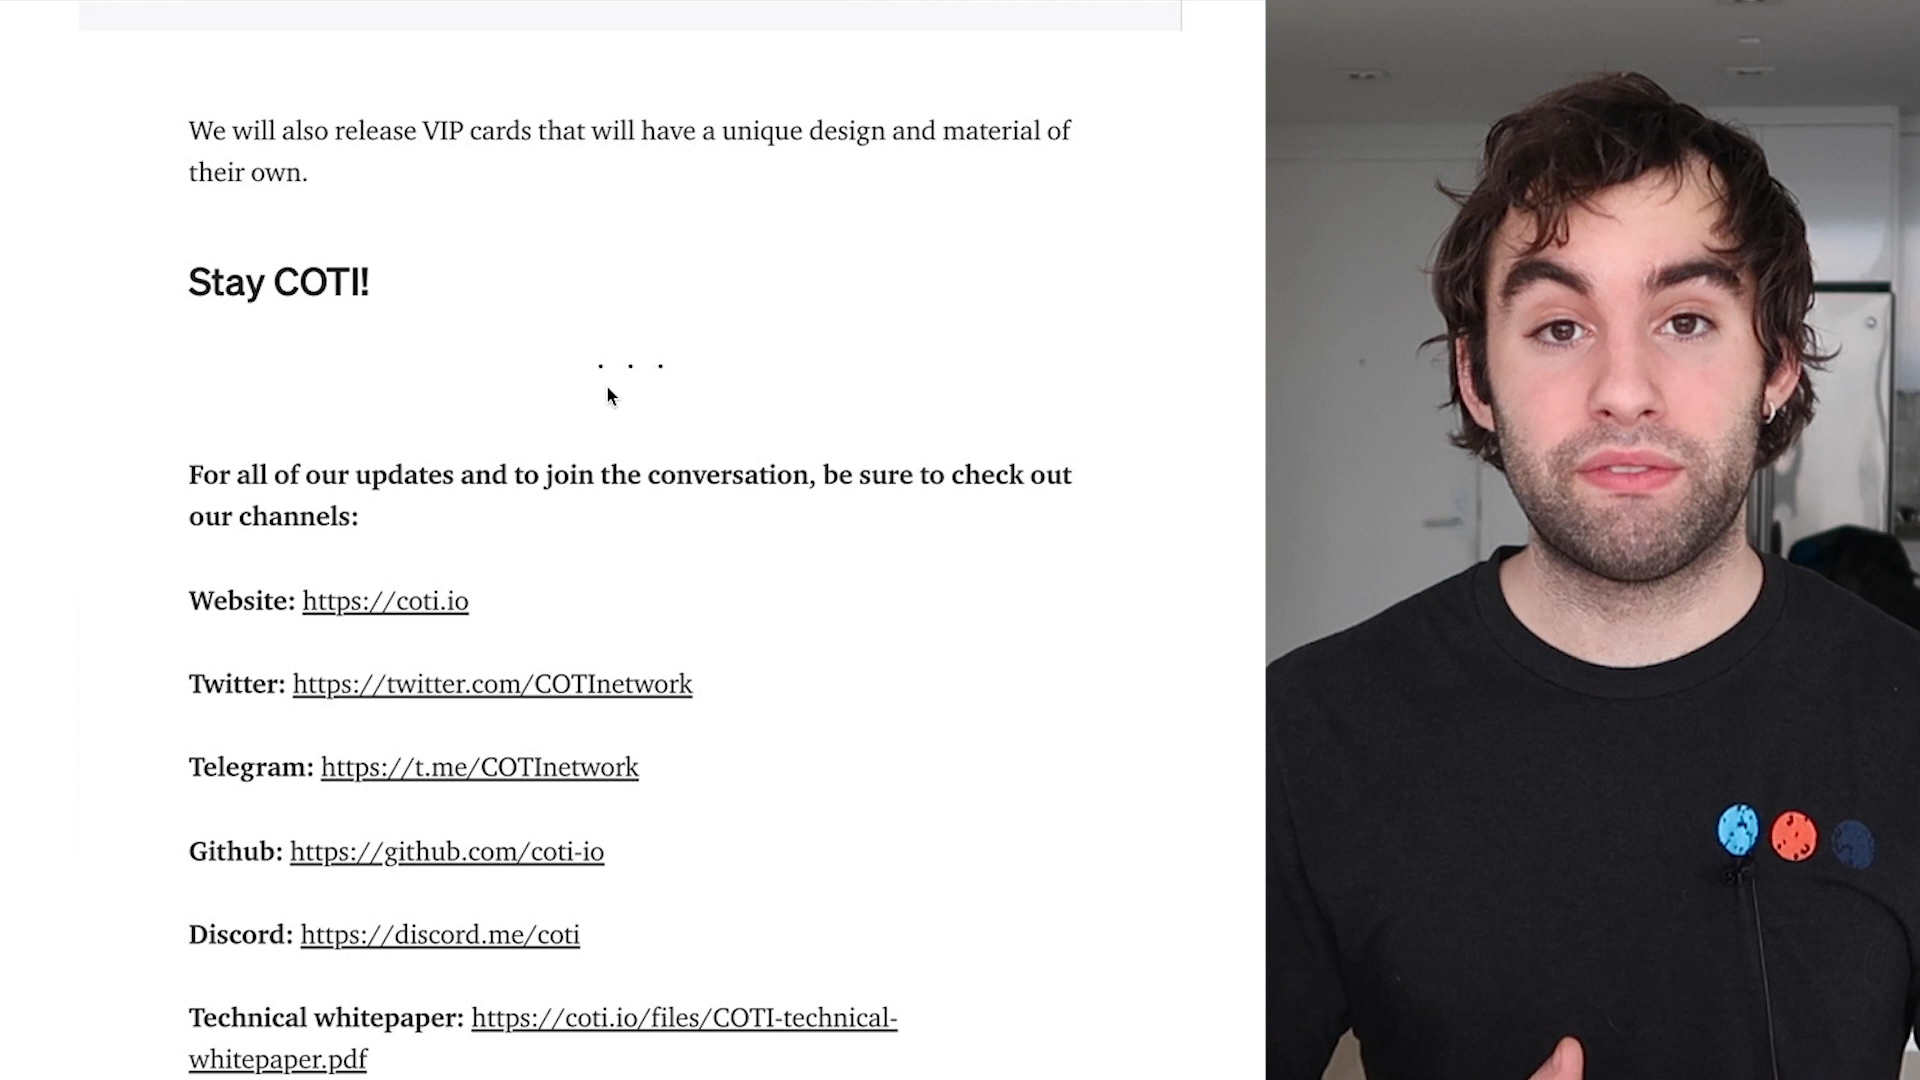 We will also release VIP cards that will have a unique design and material of
their own.
Stay COTI!
. . .
For all of our updates and to join the conversation, be sure to check out
our channels:
Website: https://coti.io
Twitter: https://twitter.com/COTInetwork
Telegram: https://t.me/COTInetwork
Github: https://github.com/coti-io
Discord: https://discord.me/coti
Technical whitepaper: https://coti.io/files/COTI-technical-
whitepaper.pdf